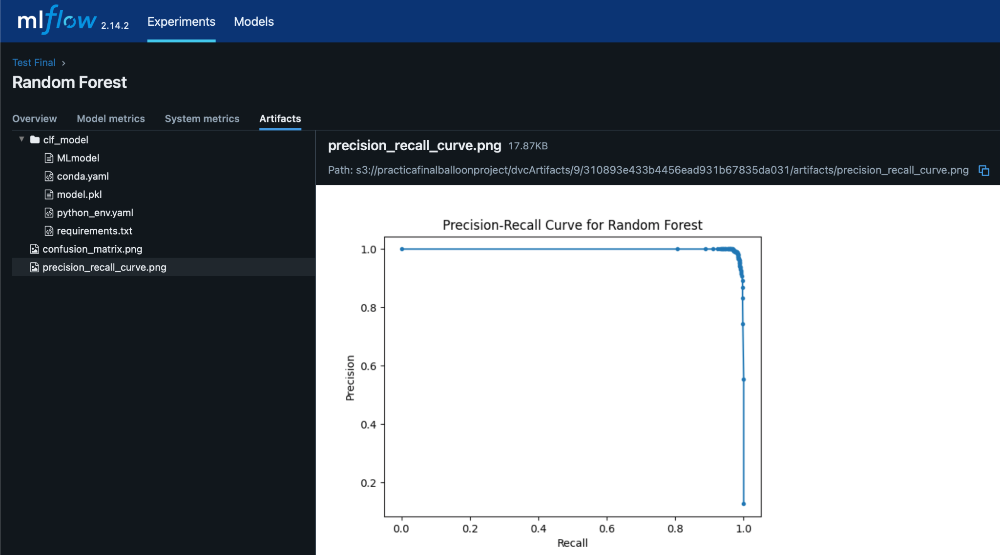 mlflow 2.14.2 Experiments Models
Test Final ›
Random Forest
Overview Model metrics System metrics Artifacts
clf_model
MLmodel
conda.yaml
model.pkl
python_env.yaml
requirements.txt
confusion_matrix.png
precision_recall_curve.png
precision_recall_curve.png 17.87KB
Path: s3://practicafinalballoonproject/dvcArtifacts/9/310893e433b4456ead931b67835da031/artifacts/precision_recall_curve.png
Precision-Recall Curve for Random Forest
1.0
0.8
0.6
0.4
0.2
Precision
0.0 0.2 0.4 0.6 0.8 1.0
Recall